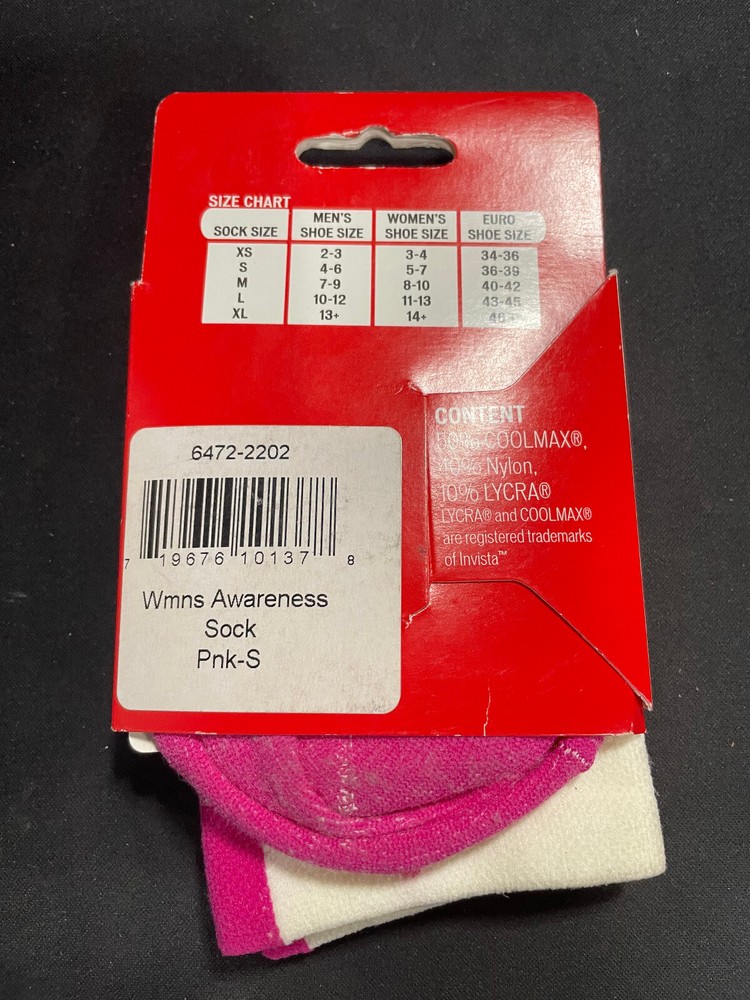 SIZE CHART
SOCK SIZE MEN'S SHOE SIZE WOMEN'S SHOE SIZE EURO SHOE SIZE
XS 2-3 3-4 34-36
S 4-6 5-7 36-39
M 7-9 8-10 40-42
L 10-12 11-13 43-45
XL 13+ 14+
CONTENT
50% COOLMAX®,
40% Nylon,
10% LYCRA®
LYCRA® and COOLMAX®
are registered trademarks
of Invista™
6472-2202
7 19676 10137 8
Wmns Awareness
Sock
Pnk-S